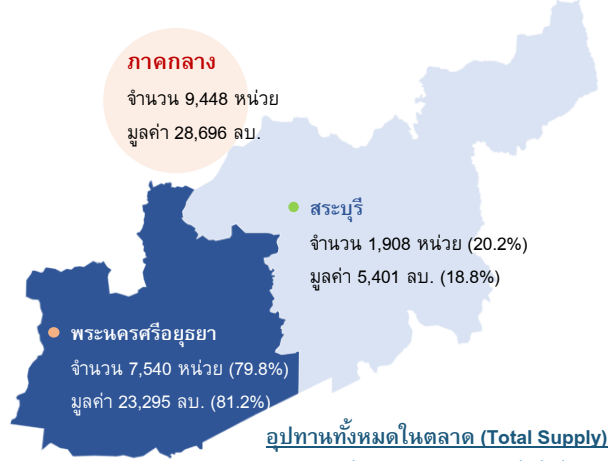 ภาคกลาง
จำนวน 9,448 หน่วย
มูลค่า 28,696 ลบ.
สระบุรี
จำนวน 1,908 หน่วย (20.2%)
มูลค่า 5,401 ลบ. (18.8%)
พระนครศรีอยุธยา
จำนวน 7,540 หน่วย (79.8%)
มูลค่า 23,295 ลบ. (81.2%)
อุปทานทั้งหมดในตลาด (Total Supply)